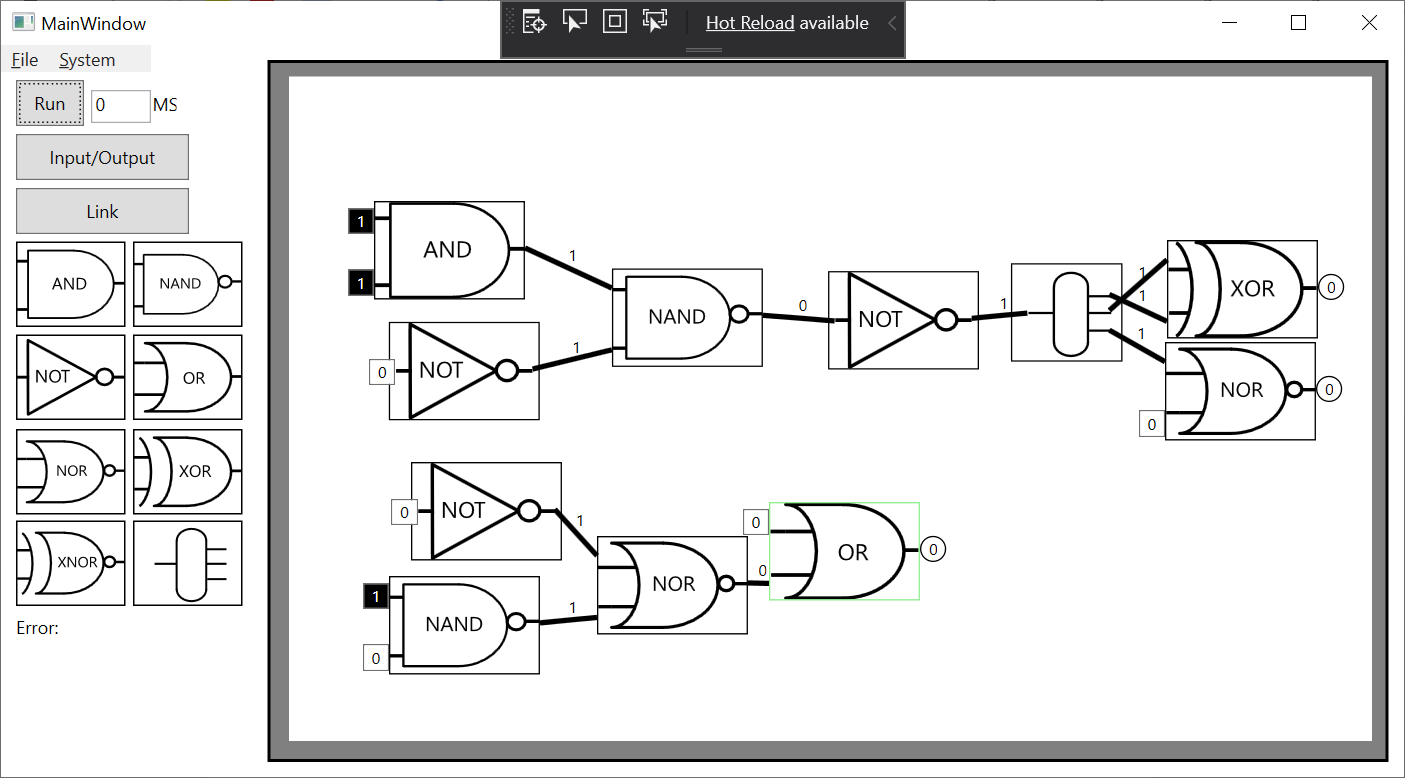 MainWindow
Hot Reload available
File System
Run 0 MS
Input/Output
Link
AND NAND
NOT OR
NOR XOR
XNOR
Error:
1
AND
1
1
0
NOT
1
NAND
0
NOT
1
1
1
1
XOR
0
0
NOR
0
0
NOT
1
1
0
NAND
1
NOR
0
0
OR
0